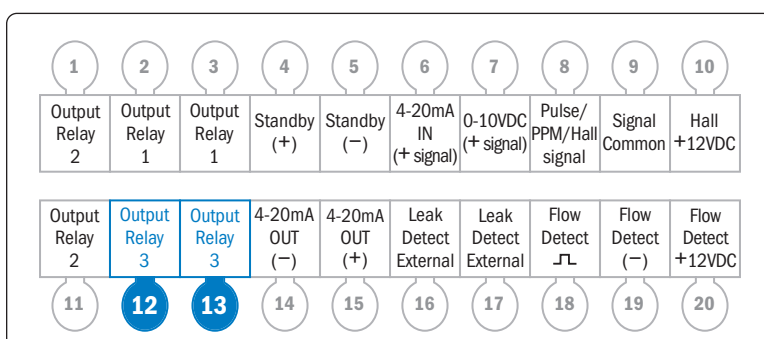 1 2 3 4 5 6 7 8 9 10
Output Relay 2
Output Relay 1
Output Relay 1
Standby (+)
Standby (−)
4-20mA IN (+ signal)
0-10VDC (+ signal)
Pulse/ PPM/Hall signal
Signal Common
Hall +12VDC
Output Relay 2
Output Relay 3
Output Relay 3
4-20mA OUT (−)
4-20mA OUT (+)
Leak Detect External
Leak Detect External
Flow Detect
Flow Detect (−)
Flow Detect +12VDC
11 12 13 14 15 16 17 18 19 20